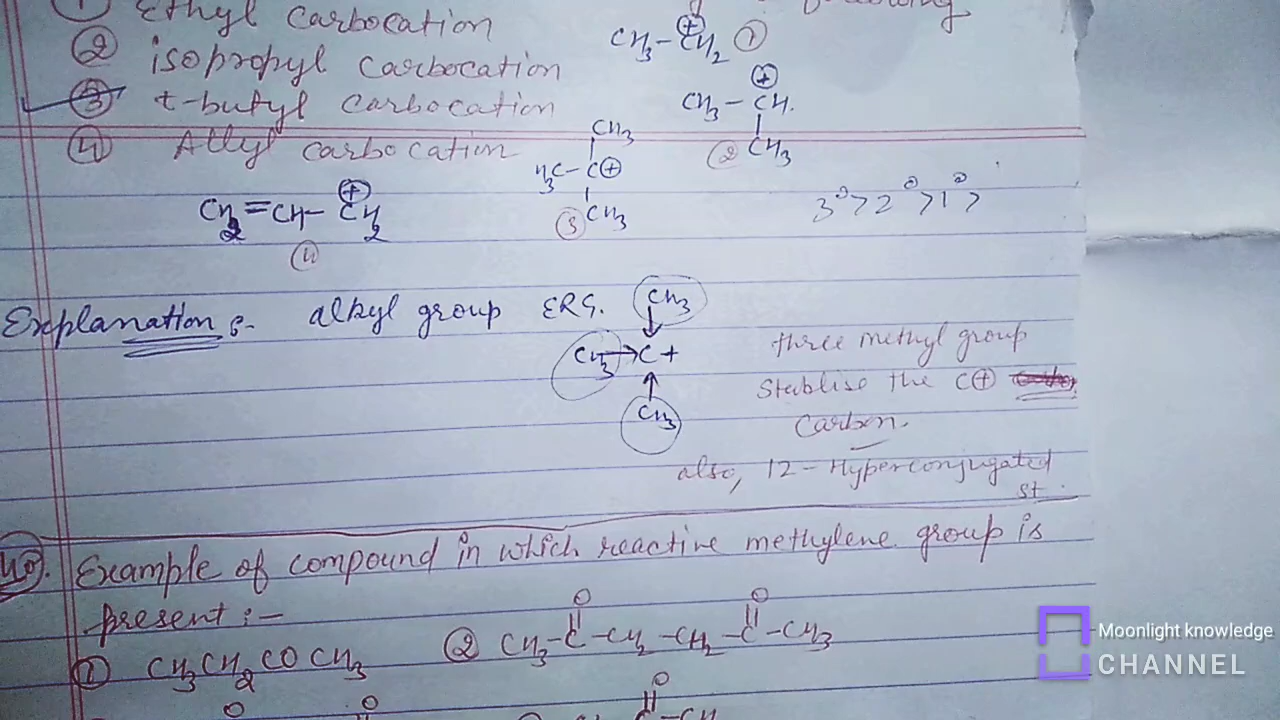 ① Ethyl carbocation
② isopropyl carbocation
③ t-butyl carbocation
④ Allyl carbocation
CH3-CH2 ⊕ ①
CH3-CH ⊕
CH3 ②
CH3
H3C-C⊕
CH3 ③
CH2=CH-CH2 ⊕
④
3°>2°>1°>
Explanation :- alkyl group ERG. CH3
CH3→C+
CH3
three methyl group
Stablise the C⊕
Carbon.
also, 12-Hyperconjugated
st.
40. Example of compound in which reactive methylene group is
present :-
① CH3CH2COCH3
O O
② CH3-C-CH2-CH2-C-CH3
O O O
Moonlight knowledge
CHANNEL